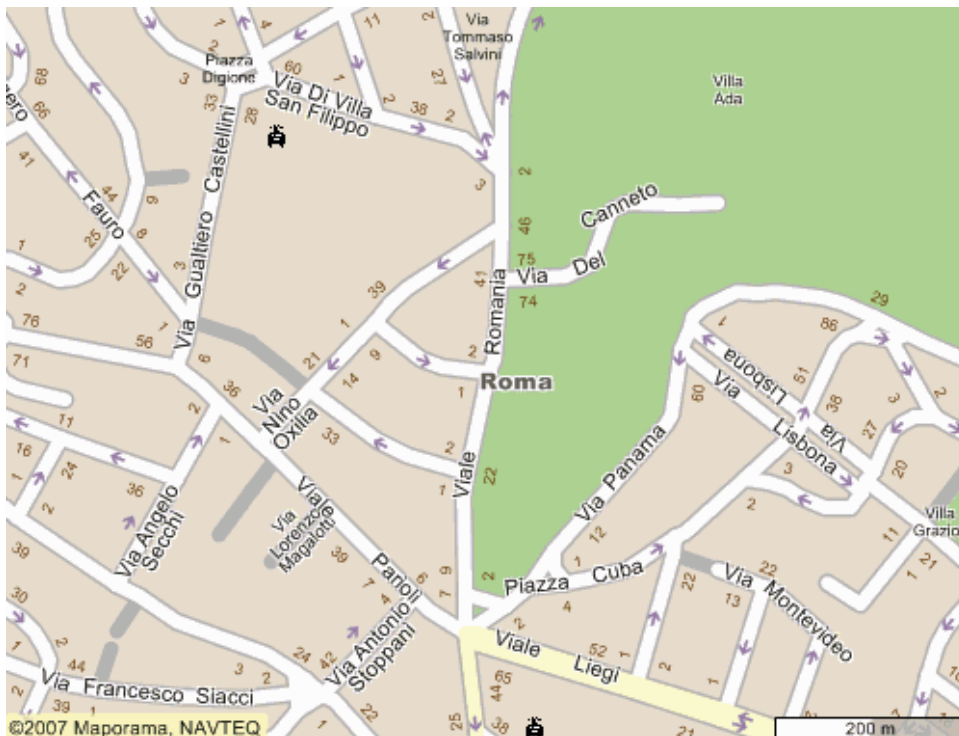 Via
Tommaso
Salvini
Piazza
Digione
Via Di Villa
San Filippo
Villa
Ada
Via Gualtiero Castellini
Fauro
Via Del Canneto
Viale Romania
Roma
Via
Nino
Oxilia
Via Lisbona
Via Lisbona
Via Panama
Via Angelo
Secchi
Via
Lorenzo
Magalotti
Viale Parioli
Villa
Grazio
Piazza Cuba
Via Montevideo
Via Antonio
Stoppani
Viale Liegi
Via Francesco Siacci
©2007 Maporama, NAVTEQ
200 m